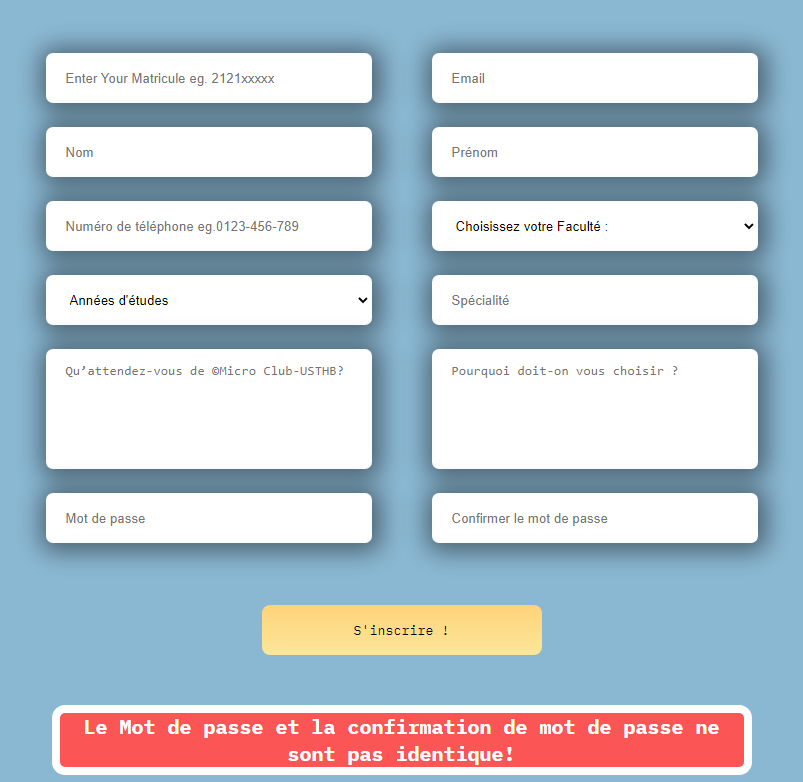 Enter Your Matricule eg. 2121xxxxx
Email
Nom
Prénom
Numéro de téléphone eg.0123-456-789
Choisissez votre Faculté :
Années d'études
Spécialité
Qu’attendez-vous de ©Micro Club-USTHB?
Pourquoi doit-on vous choisir ?
Mot de passe
Confirmer le mot de passe
S'inscrire !
Le Mot de passe et la confirmation de mot de passe ne
sont pas identique!